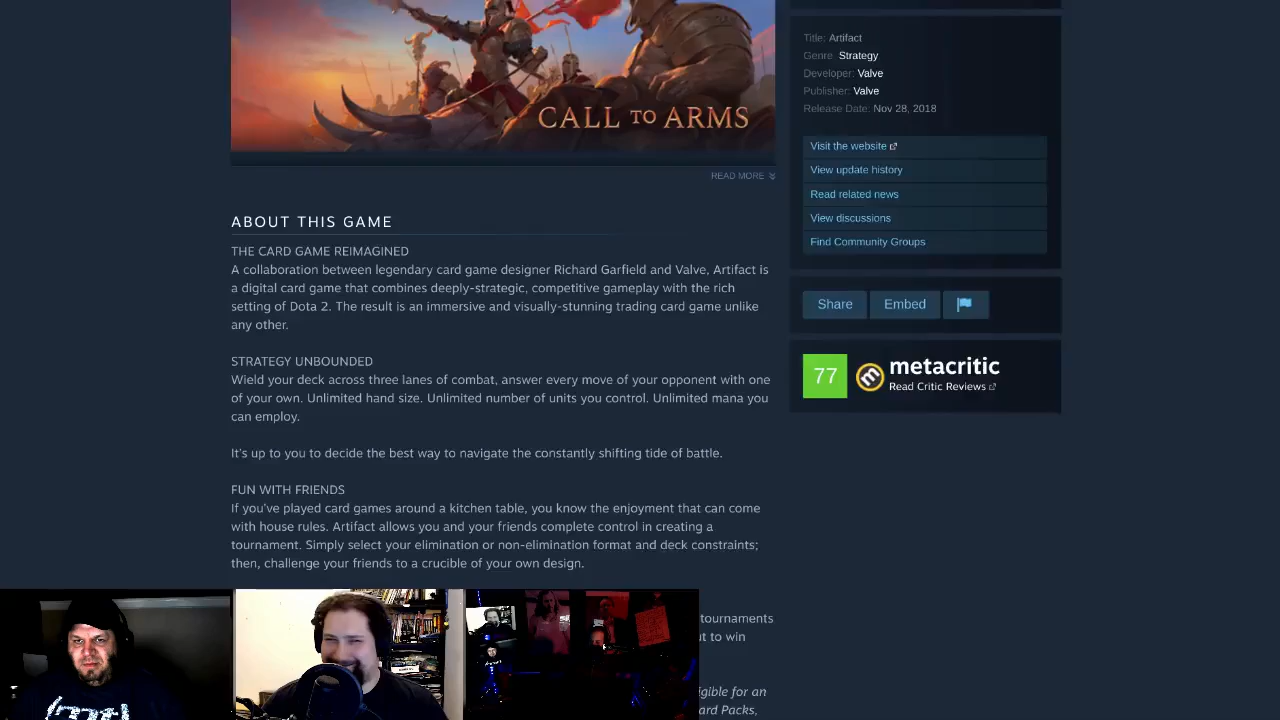 CALL TO ARMS
READ MORE
ABOUT THIS GAME
THE CARD GAME REIMAGINED
A collaboration between legendary card game designer Richard Garfield and Valve, Artifact is
a digital card game that combines deeply-strategic, competitive gameplay with the rich
setting of Dota 2. The result is an immersive and visually-stunning trading card game unlike
any other.
STRATEGY UNBOUNDED
Wield your deck across three lanes of combat, answer every move of your opponent with one
of your own. Unlimited hand size. Unlimited number of units you control. Unlimited mana you
can employ.
It's up to you to decide the best way to navigate the constantly shifting tide of battle.
FUN WITH FRIENDS
If you've played card games around a kitchen table, you know the enjoyment that can come
with house rules. Artifact allows you and your friends complete control in creating a
tournament. Simply select your elimination or non-elimination format and deck constraints;
then, challenge your friends to a crucible of your own design.
tournaments
ut to win
igible for an
ard Packs,
Title: Artifact
Genre: Strategy
Developer: Valve
Publisher: Valve
Release Date: Nov 28, 2018
Visit the website
View update history
Read related news
View discussions
Find Community Groups
Share Embed
77 metacritic
Read Critic Reviews